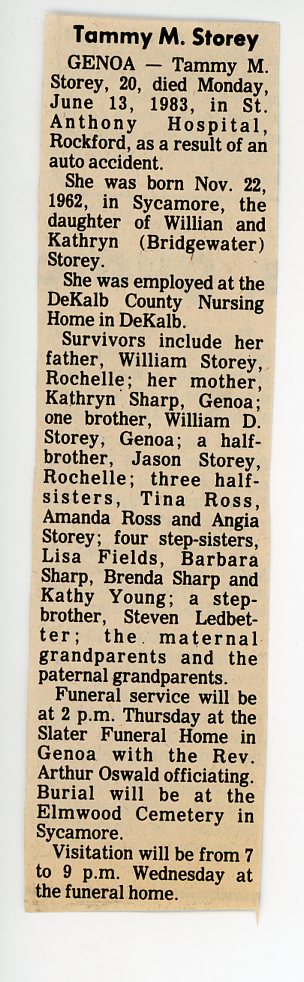 Tammy M. Storey
GENOA — Tammy M.
Storey, 20, died Monday,
June 13, 1983, in St.
Anthony Hospital,
Rockford, as a result of an
auto accident.
She was born Nov. 22,
1962, in Sycamore, the
daughter of Willian and
Kathryn (Bridgewater)
Storey.
She was employed at the
DeKalb County Nursing
Home in DeKalb.
Survivors include her
father, William Storey,
Rochelle; her mother,
Kathryn Sharp, Genoa;
one brother, William D.
Storey, Genoa; a half-
brother, Jason Storey,
Rochelle; three half-
sisters, Tina Ross,
Amanda Ross and Angia
Storey; four step-sisters,
Lisa Fields, Barbara
Sharp, Brenda Sharp and
Kathy Young; a step-
brother, Steven Ledbet-
ter; the maternal
grandparents and the
paternal grandparents.
Funeral service will be
at 2 p.m. Thursday at the
Slater Funeral Home in
Genoa with the Rev.
Arthur Oswald officiating.
Burial will be at the
Elmwood Cemetery in
Sycamore.
Visitation will be from 7
to 9 p.m. Wednesday at
the funeral home.